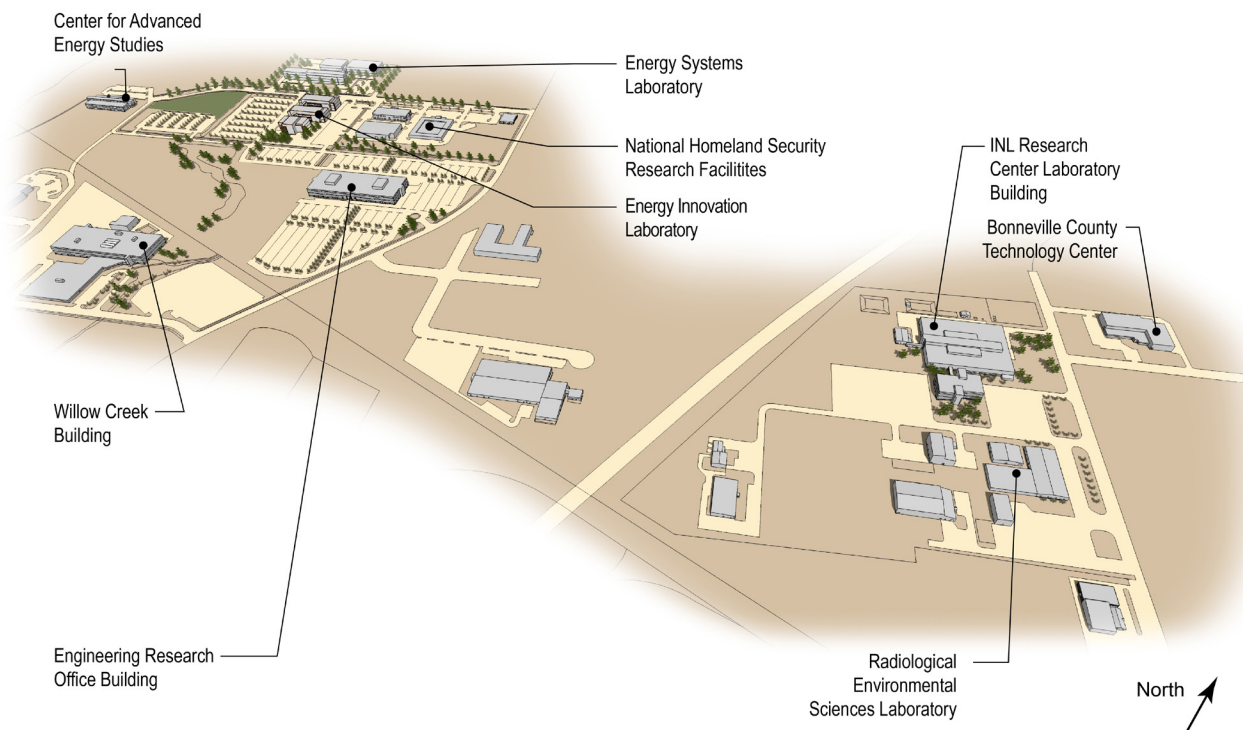 Center for Advanced
Energy Studies
Energy Systems
Laboratory
National Homeland Security
Research Facilitites
Energy Innovation
Laboratory
INL Research
Center Laboratory
Building
Bonneville County
Technology Center
Willow Creek
Building
Engineering Research
Office Building
Radiological
Environmental
Sciences Laboratory
North